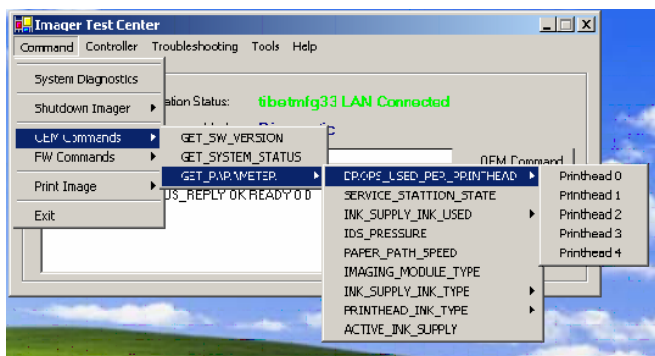 Imager Test Center
Command Controller Troubleshooting Tools Help
System Diagnostics
Shutdown Imager
OEM Commands
FW Commands
Print Image
Exit
ation Status: tibetmfg33 LAN Connected
OEM Command
US_REPLY OK READY 0 0
GET_SW_VERSION
GET_SYSTEM_STATUS
GET_PARAMETER
DROPS_USED_PER_PRINTHEAD
SERVICE_STATTION_STATE
INK_SUPPLY_INK_USED
IDS_PRESSURE
PAPER_PATH_SPEED
IMAGING_MODULE_TYPE
INK_SUPPLY_INK_TYPE
PRINTHEAD_INK_TYPE
ACTIVE_INK_SUPPLY
Printhead 0
Printhead 1
Printhead 2
Printhead 3
Printhead 4